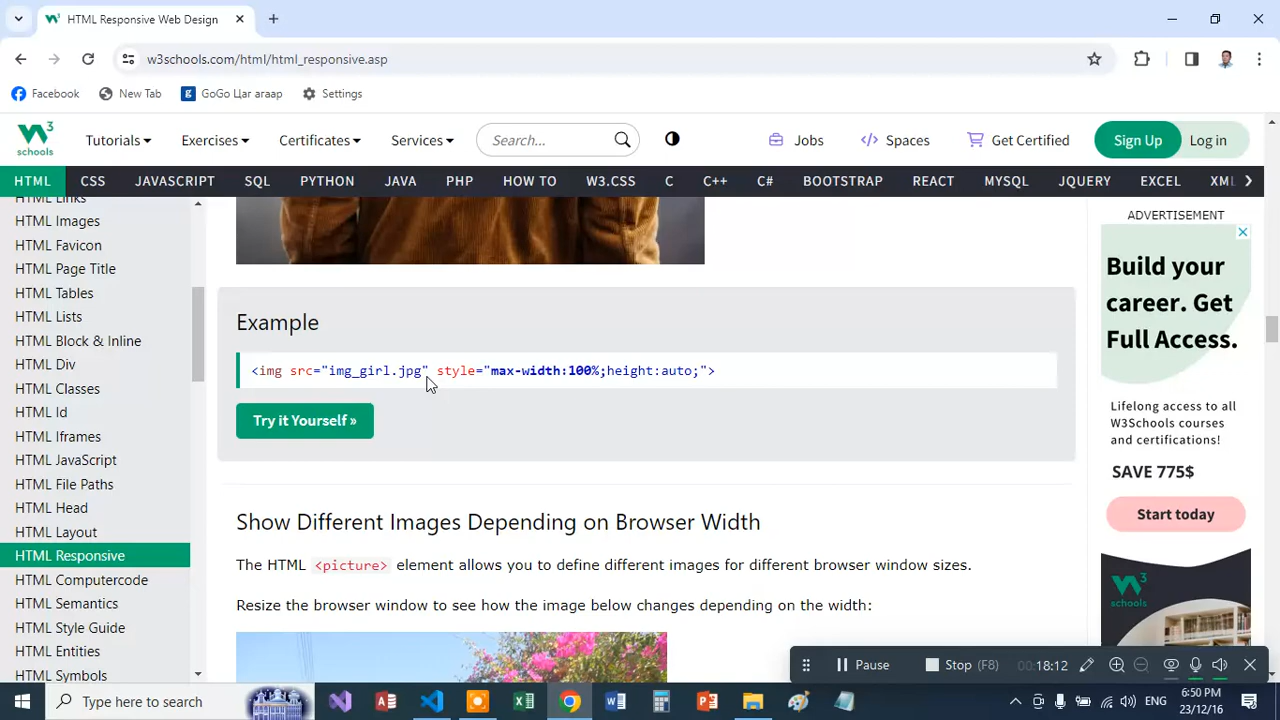 HTML Responsive Web Design
w3schools.com/html/html_responsive.asp
Facebook New Tab GoGo Цаг агаар Settings
W3 schools
Tutorials Exercises Certificates Services Search... Jobs Spaces Get Certified Sign Up Log in
HTML CSS JAVASCRIPT SQL PYTHON JAVA PHP HOW TO W3.CSS C C++ C# BOOTSTRAP REACT MYSQL JQUERY EXCEL XM
HTML Links
HTML Images
HTML Favicon
HTML Page Title
HTML Tables
HTML Lists
HTML Block & Inline
HTML Div
HTML Classes
HTML Id
HTML Iframes
HTML JavaScript
HTML File Paths
HTML Head
HTML Layout
HTML Responsive
HTML Computercode
HTML Semantics
HTML Style Guide
HTML Entities
HTML Symbols
Example
<img src="img_girl.jpg" style="max-width:100%;height:auto;">
Try it Yourself »
Show Different Images Depending on Browser Width
The HTML <picture> element allows you to define different images for different browser window sizes.
Resize the browser window to see how the image below changes depending on the width:
ADVERTISEMENT
Build your
career. Get
Full Access.
Lifelong access to all
W3Schools courses
and certifications!
SAVE 775$
Start today
W3 schools
Pause Stop (F8) 00:18:12
Type here to search
ENG
6:50 PM
23/12/16